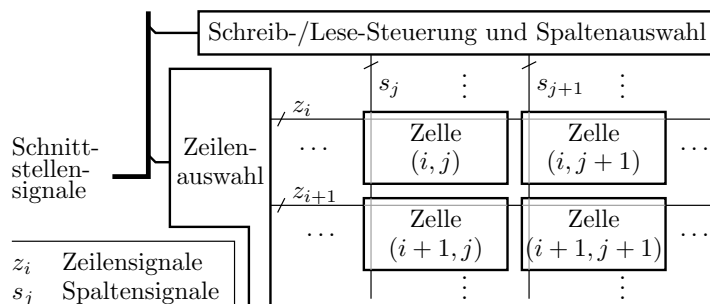 Schreib-/Lese-Steuerung und Spaltenauswahl
s_j ⋮ s_{j+1} ⋮
z_i
Schnitt-
stellen-
signale
Zeilen-
auswahl
... Zelle Zelle ...
(i, j) (i, j + 1)
z_{i+1}
... Zelle Zelle ...
(i + 1, j) (i + 1, j + 1)
⋮ ⋮
z_i Zeilensignale
s_j Spaltensignale